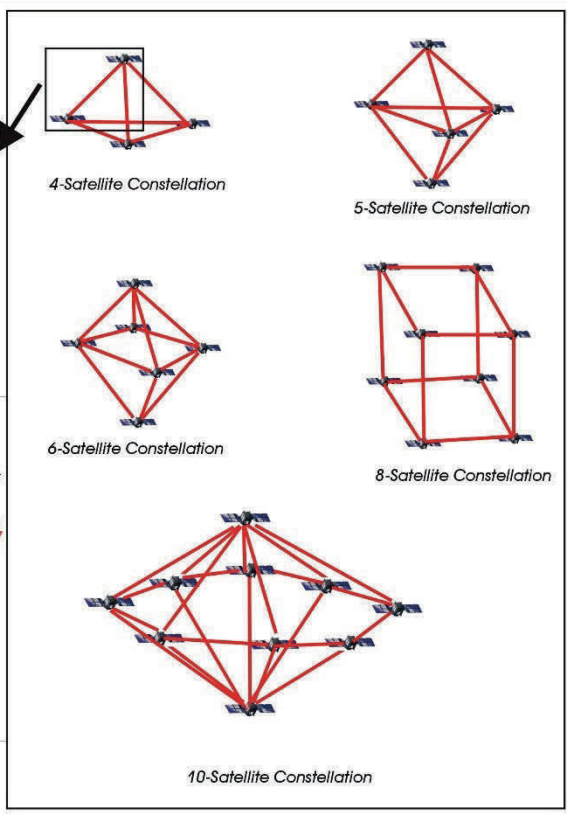 4-Satellite Constellation
5-Satellite Constellation
6-Satellite Constellation
8-Satellite Constellation
10-Satellite Constellation